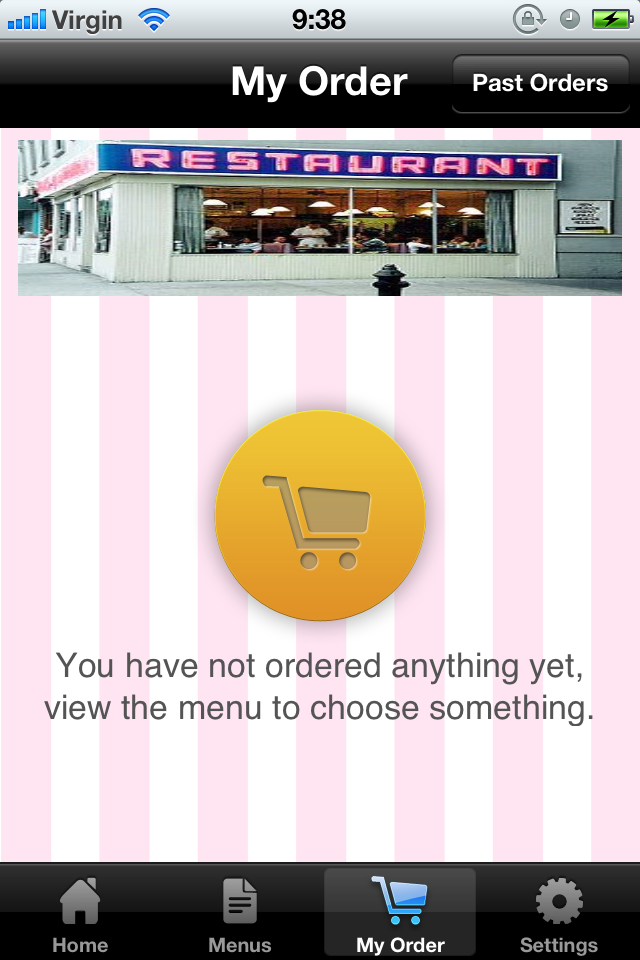 Virgin 9:38
My Order
Past Orders
RESTAURANT
You have not ordered anything yet,
view the menu to choose something.
Home Menus My Order Settings